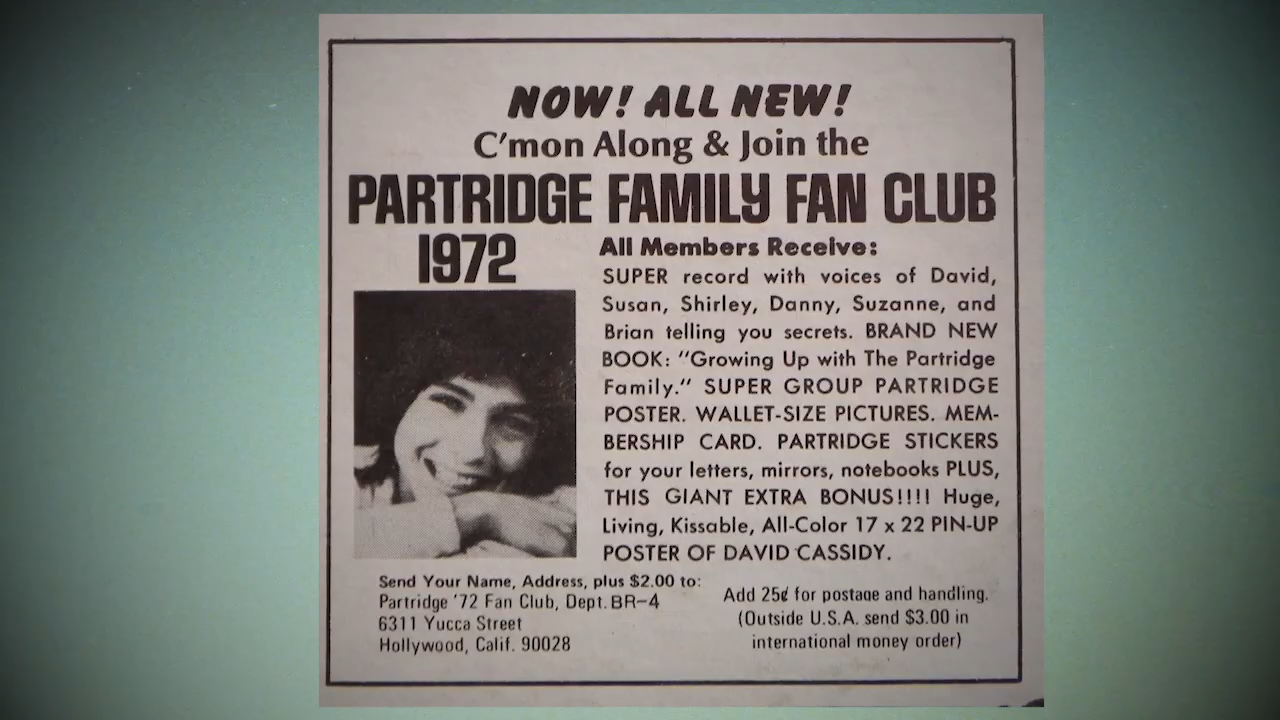 NOW! ALL NEW!
C'mon Along & Join the
PARTRIDGE FAMILY FAN CLUB
1972
All Members Receive:
SUPER record with voices of David,
Susan, Shirley, Danny, Suzanne, and
Brian telling you secrets. BRAND NEW
BOOK: "Growing Up with The Partridge
Family." SUPER GROUP PARTRIDGE
POSTER. WALLET-SIZE PICTURES. MEM-
BERSHIP CARD. PARTRIDGE STICKERS
for your letters, mirrors, notebooks PLUS,
THIS GIANT EXTRA BONUS!!!! Huge,
Living, Kissable, All-Color 17 x 22 PIN-UP
POSTER OF DAVID CASSIDY.
Send Your Name, Address, plus $2.00 to:
Partridge '72 Fan Club, Dept. BR-4
6311 Yucca Street
Hollywood, Calif. 90028
Add 25¢ for postage and handling.
(Outside U.S.A. send $3.00 in
international money order)